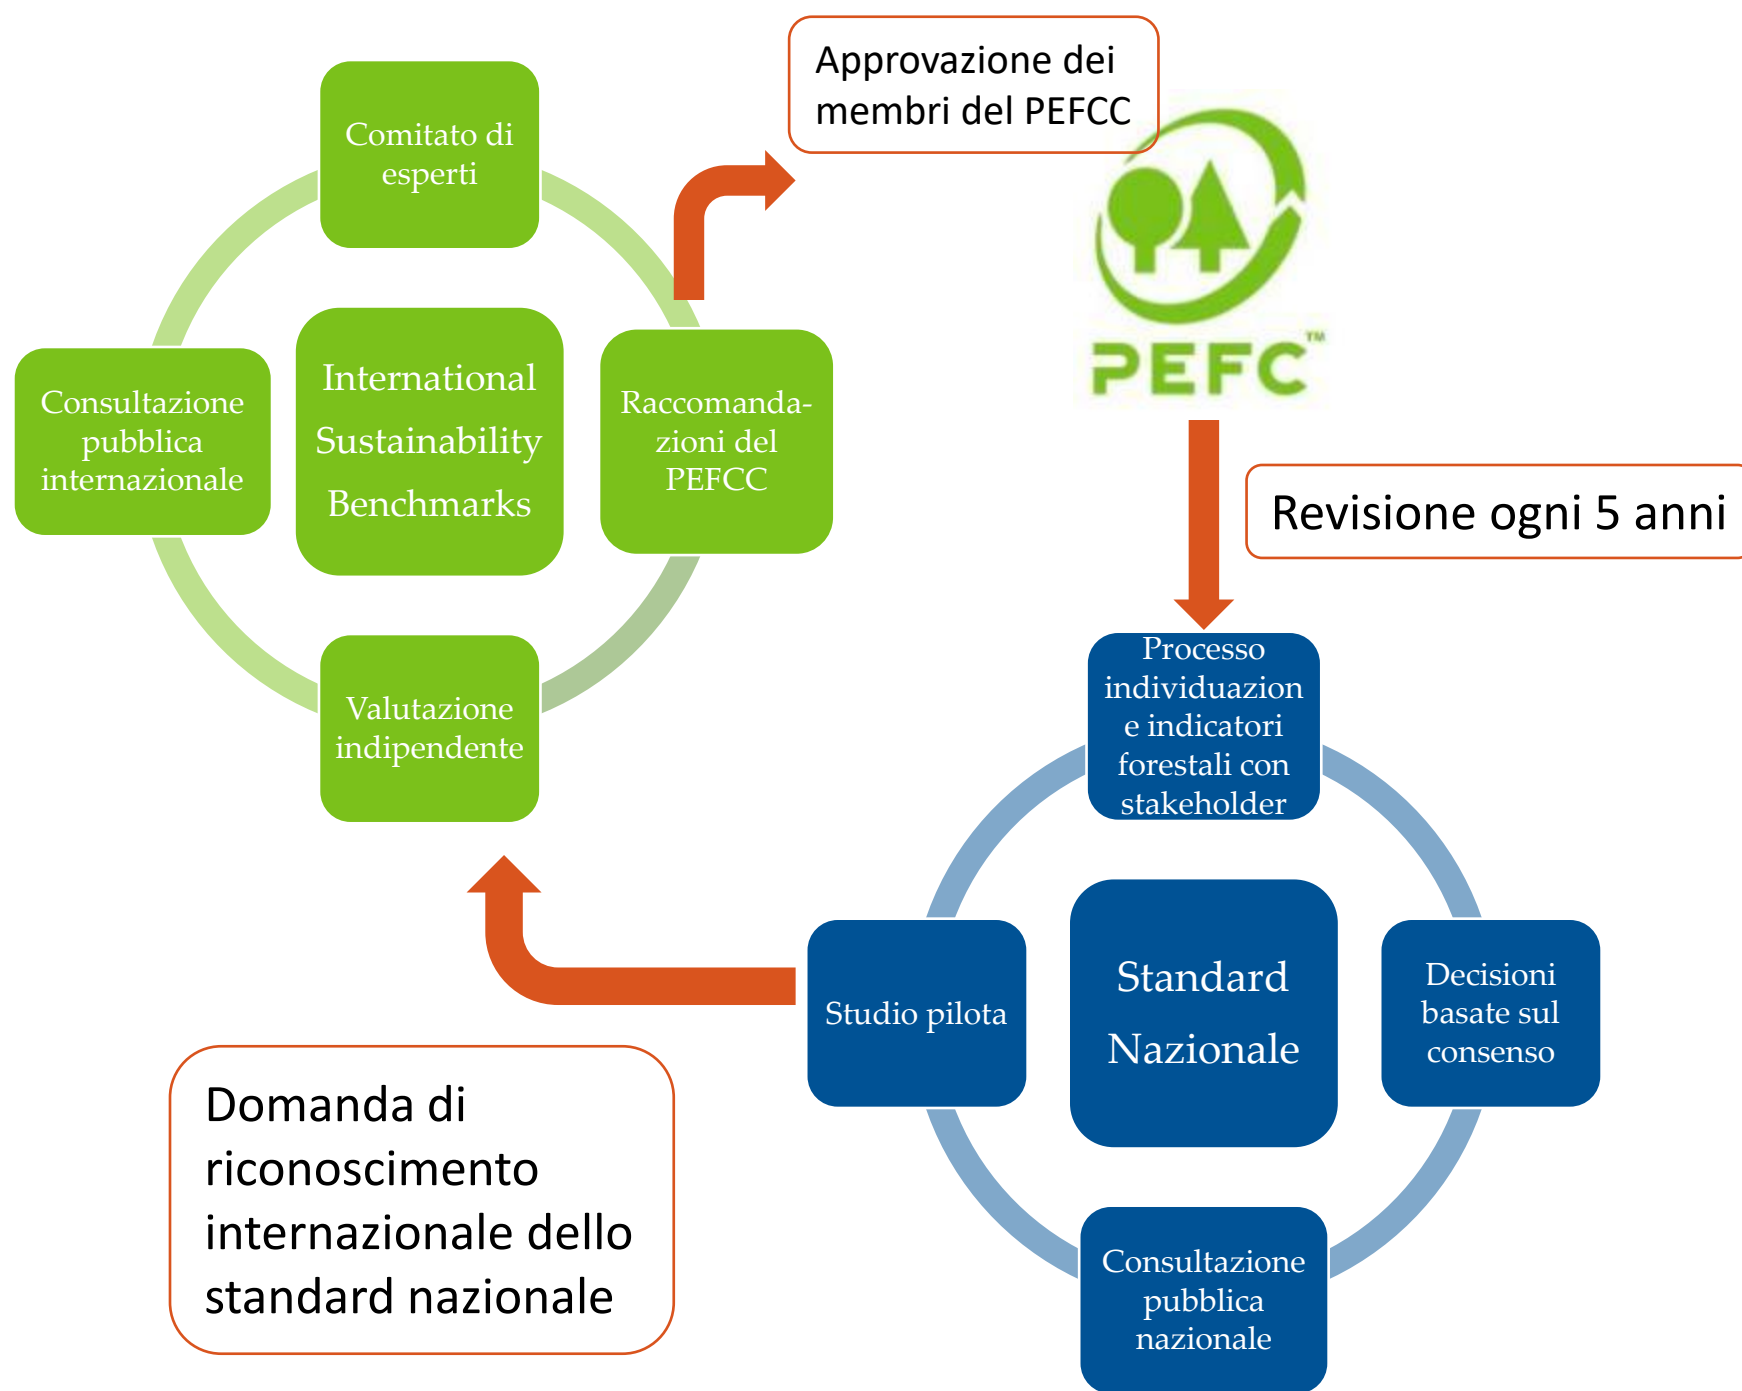 Approvazione dei
membri del PEFCC
Comitato di
esperti
International
Sustainability
Benchmarks
Consultazione
pubblica
internazionale
Raccomanda-
zioni del
PEFCC
Valutazione
indipendente
PEFC™
Revisione ogni 5 anni
Processo
individuazion
e indicatori
forestali con
stakeholder
Standard
Nazionale
Decisioni
basate sul
consenso
Consultazione
pubblica
nazionale
Studio pilota
Domanda di
riconoscimento
internazionale dello
standard nazionale